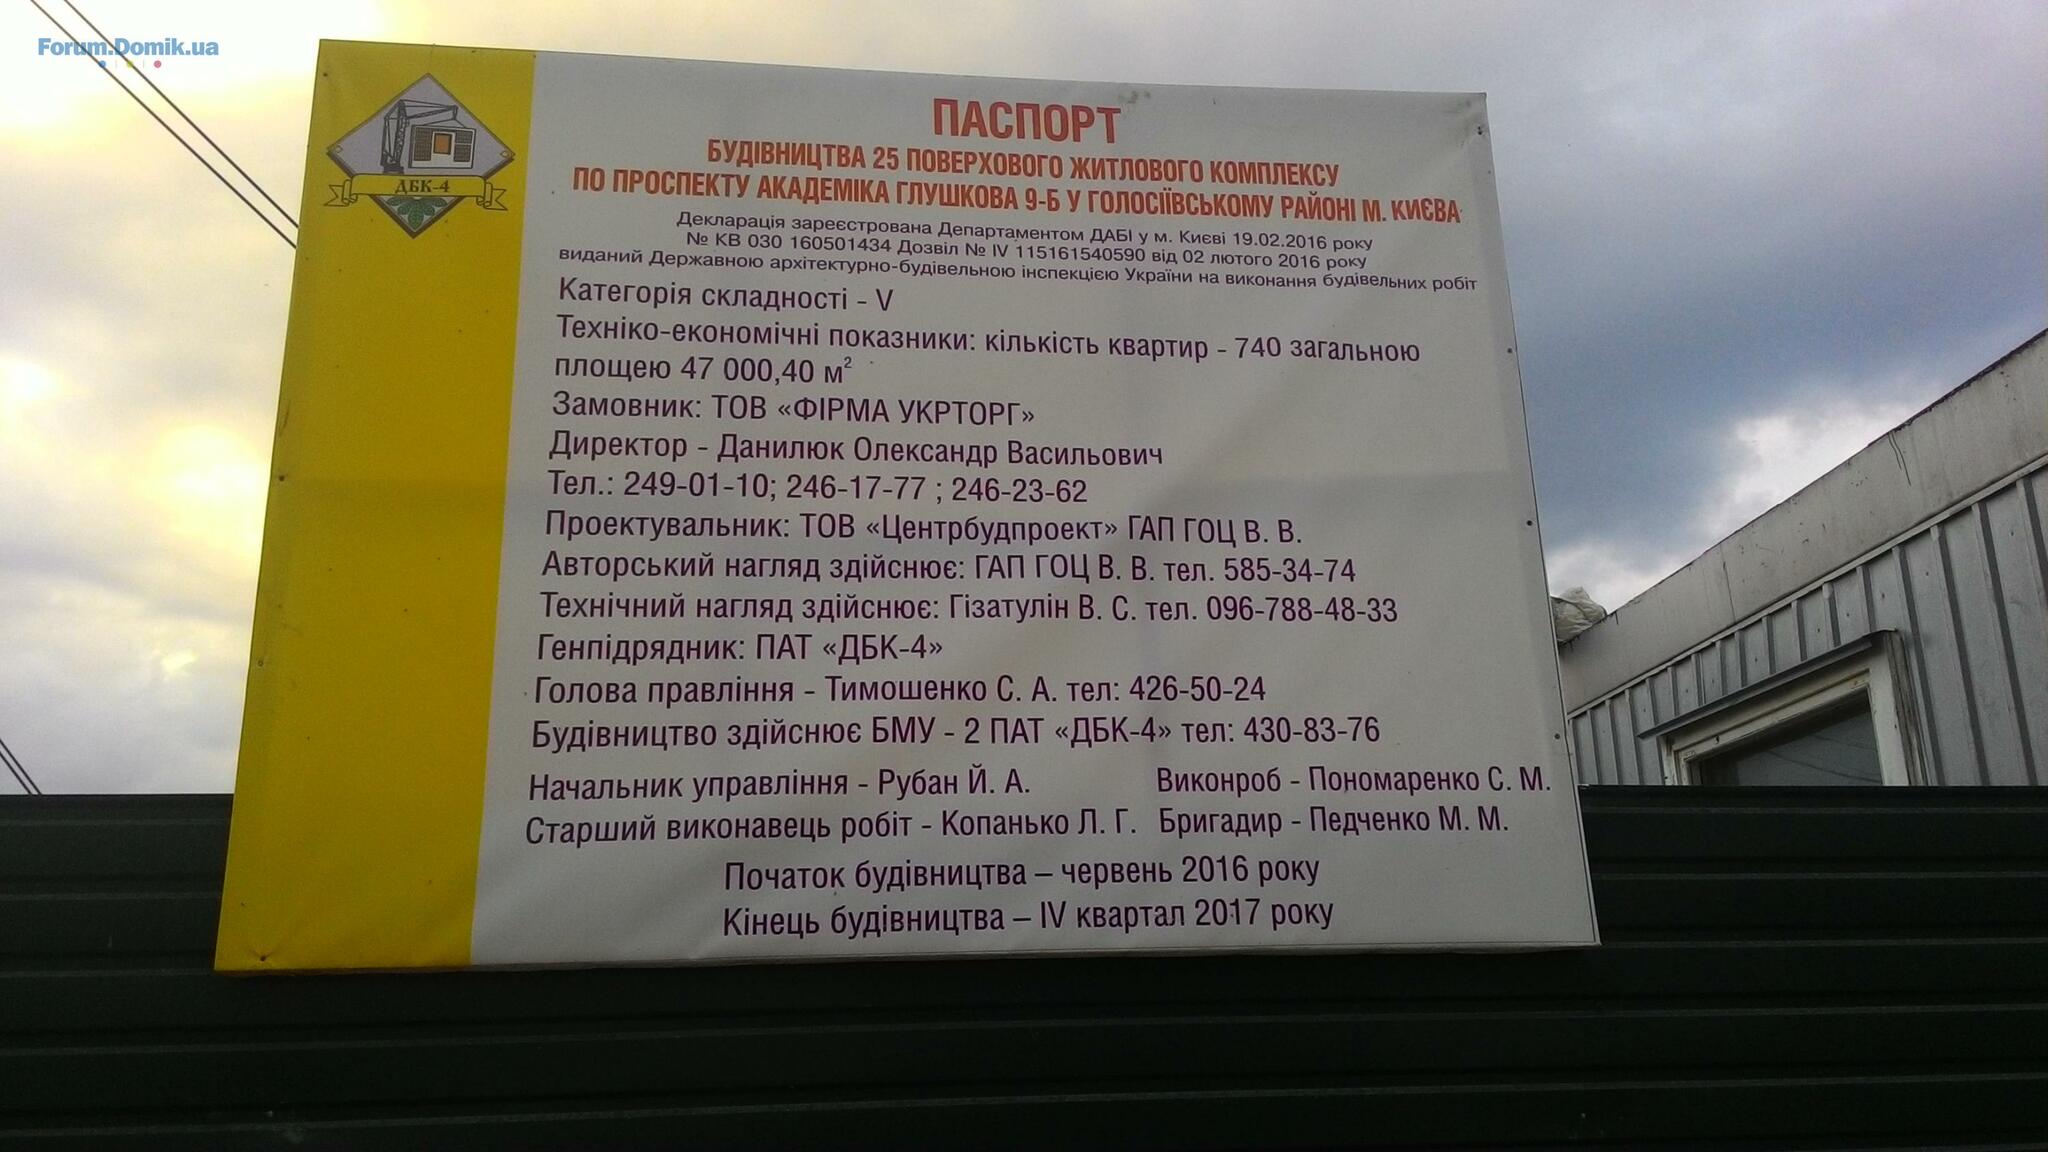 Forum.Domik.ua
ДБК-4
ПАСПОРТ
БУДІВНИЦТВА 25 ПОВЕРХОВОГО ЖИТЛОВОГО КОМПЛЕКСУ
ПО ПРОСПЕКТУ АКАДЕМІКА ГЛУШКОВА 9-Б У ГОЛОСІЇВСЬКОМУ РАЙОНІ М. КИЄВА
Декларація зареєстрована Департаментом ДАБІ у м. Києві 19.02.2016 року
№ КВ 030 160501434 Дозвіл № IV 115161540590 від 02 лютого 2016 року
виданий Державною архітектурно-будівельною інспекцією України на виконання будівельних робіт
Категорія складності - V
Техніко-економічні показники: кількість квартир - 740 загальною
площею 47 000,40 м²
Замовник: ТОВ «ФІРМА УКРТОРГ»
Директор - Данилюк Олександр Васильович
Тел.: 249-01-10; 246-17-77 ; 246-23-62
Проектувальник: ТОВ «Центрбудпроект» ГАП ГОЦ В. В.
Авторський нагляд здійснює: ГАП ГОЦ В. В. тел. 585-34-74
Технічний нагляд здійснює: Гізатулін В. С. тел. 096-788-48-33
Генпідрядник: ПАТ «ДБК-4»
Голова правління - Тимошенко С. А. тел: 426-50-24
Будівництво здійснює БМУ - 2 ПАТ «ДБК-4» тел: 430-83-76
Начальник управління - Рубан Й. А. Виконроб - Пономаренко С. М.
Старший виконавець робіт - Копанько Л. Г. Бригадир - Педченко М. М.
Початок будівництва – червень 2016 року
Кінець будівництва – IV квартал 2017 року